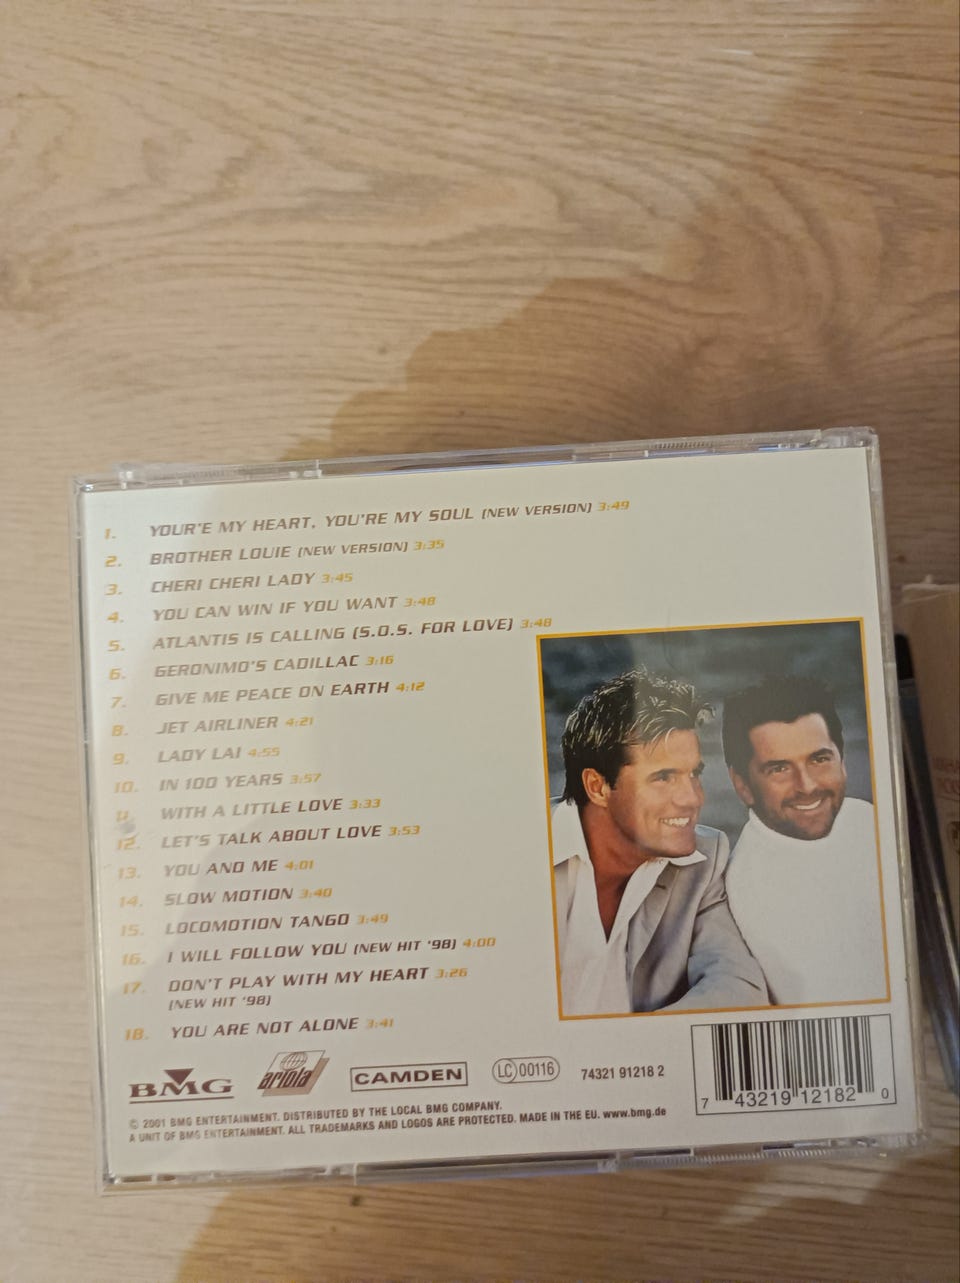 1. YOUR'E MY HEART, YOU'RE MY SOUL (NEW VERSION) 3:49
2. BROTHER LOUIE (NEW VERSION) 3:35
3. CHERI CHERI LADY 3:45
4. YOU CAN WIN IF YOU WANT 3:48
5. ATLANTIS IS CALLING (S.O.S. FOR LOVE) 3:48
6. GERONIMO'S CADILLAC 3:16
7. GIVE ME PEACE ON EARTH 4:12
8. JET AIRLINER 4:21
9. LADY LAI 4:55
10. IN 100 YEARS 3:57
11. WITH A LITTLE LOVE 3:33
12. LET'S TALK ABOUT LOVE 3:53
13. YOU AND ME 4:01
14. SLOW MOTION 3:40
15. LOCOMOTION TANGO 3:49
16. I WILL FOLLOW YOU (NEW HIT '98) 4:00
17. DON'T PLAY WITH MY HEART 3:26
(NEW HIT '98)
18. YOU ARE NOT ALONE 3:41
BMG ariola CAMDEN LC 00116 74321 91218 2
7 43219 12182 0
© 2001 BMG ENTERTAINMENT. DISTRIBUTED BY THE LOCAL BMG COMPANY.
A UNIT OF BMG ENTERTAINMENT. ALL TRADEMARKS AND LOGOS ARE PROTECTED. MADE IN THE EU. www.bmg.de